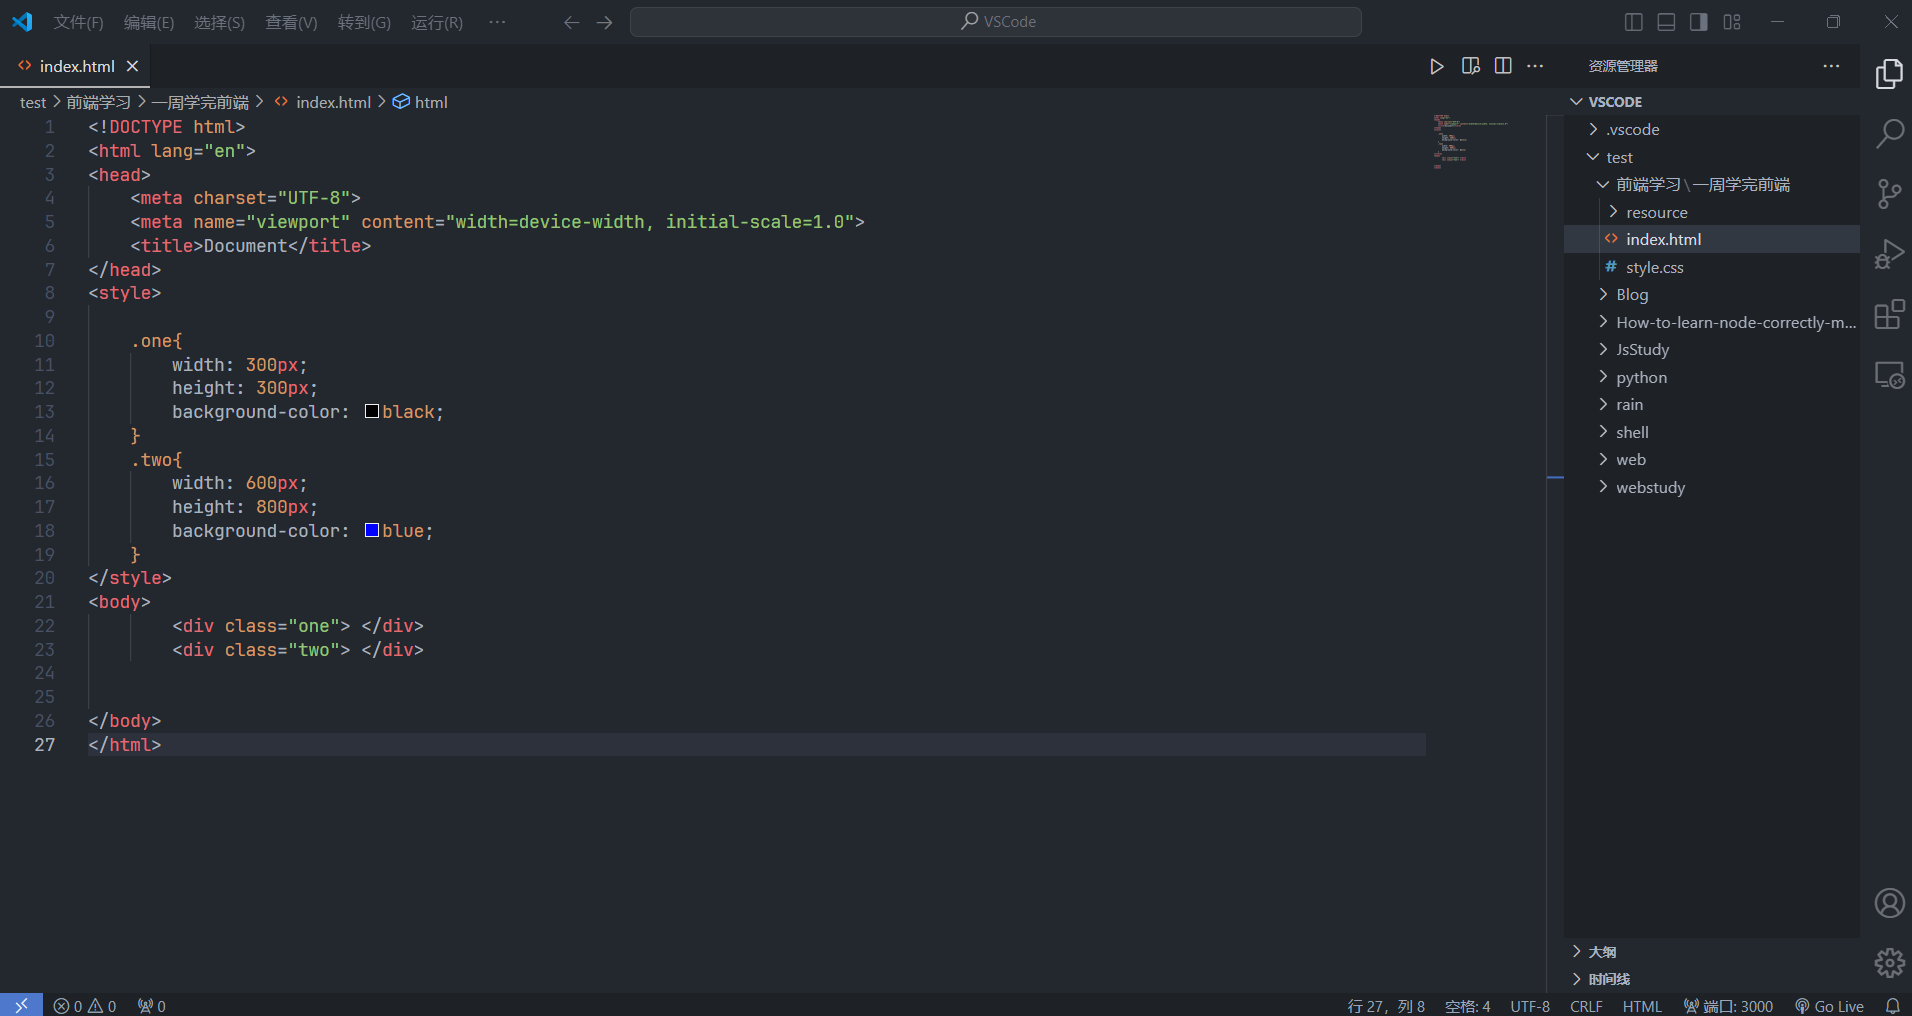 文件(F) 编辑(E) 选择(S) 查看(V) 转到(G) 运行(R) ··· VSCode
index.html
资源管理器
test > 前端学习 > 一周学完前端 > index.html > html
1 <!DOCTYPE html>
2 <html lang="en">
3 <head>
4 <meta charset="UTF-8">
5 <meta name="viewport" content="width=device-width, initial-scale=1.0">
6 <title>Document</title>
7 </head>
8 <style>
9
10 .one{
11 width: 300px;
12 height: 300px;
13 background-color: black;
14 }
15 .two{
16 width: 600px;
17 height: 800px;
18 background-color: blue;
19 }
20 </style>
21 <body>
22 <div class="one"> </div>
23 <div class="two"> </div>
24
25
26 </body>
27 </html>
VSCODE
.vscode
test
前端学习\一周学完前端
resource
index.html
style.css
Blog
How-to-learn-node-correctly-m...
JsStudy
python
rain
shell
web
webstudy
大纲
时间线
0 0 0 行 27，列 8 空格: 4 UTF-8 CRLF HTML 端口: 3000 Go Live